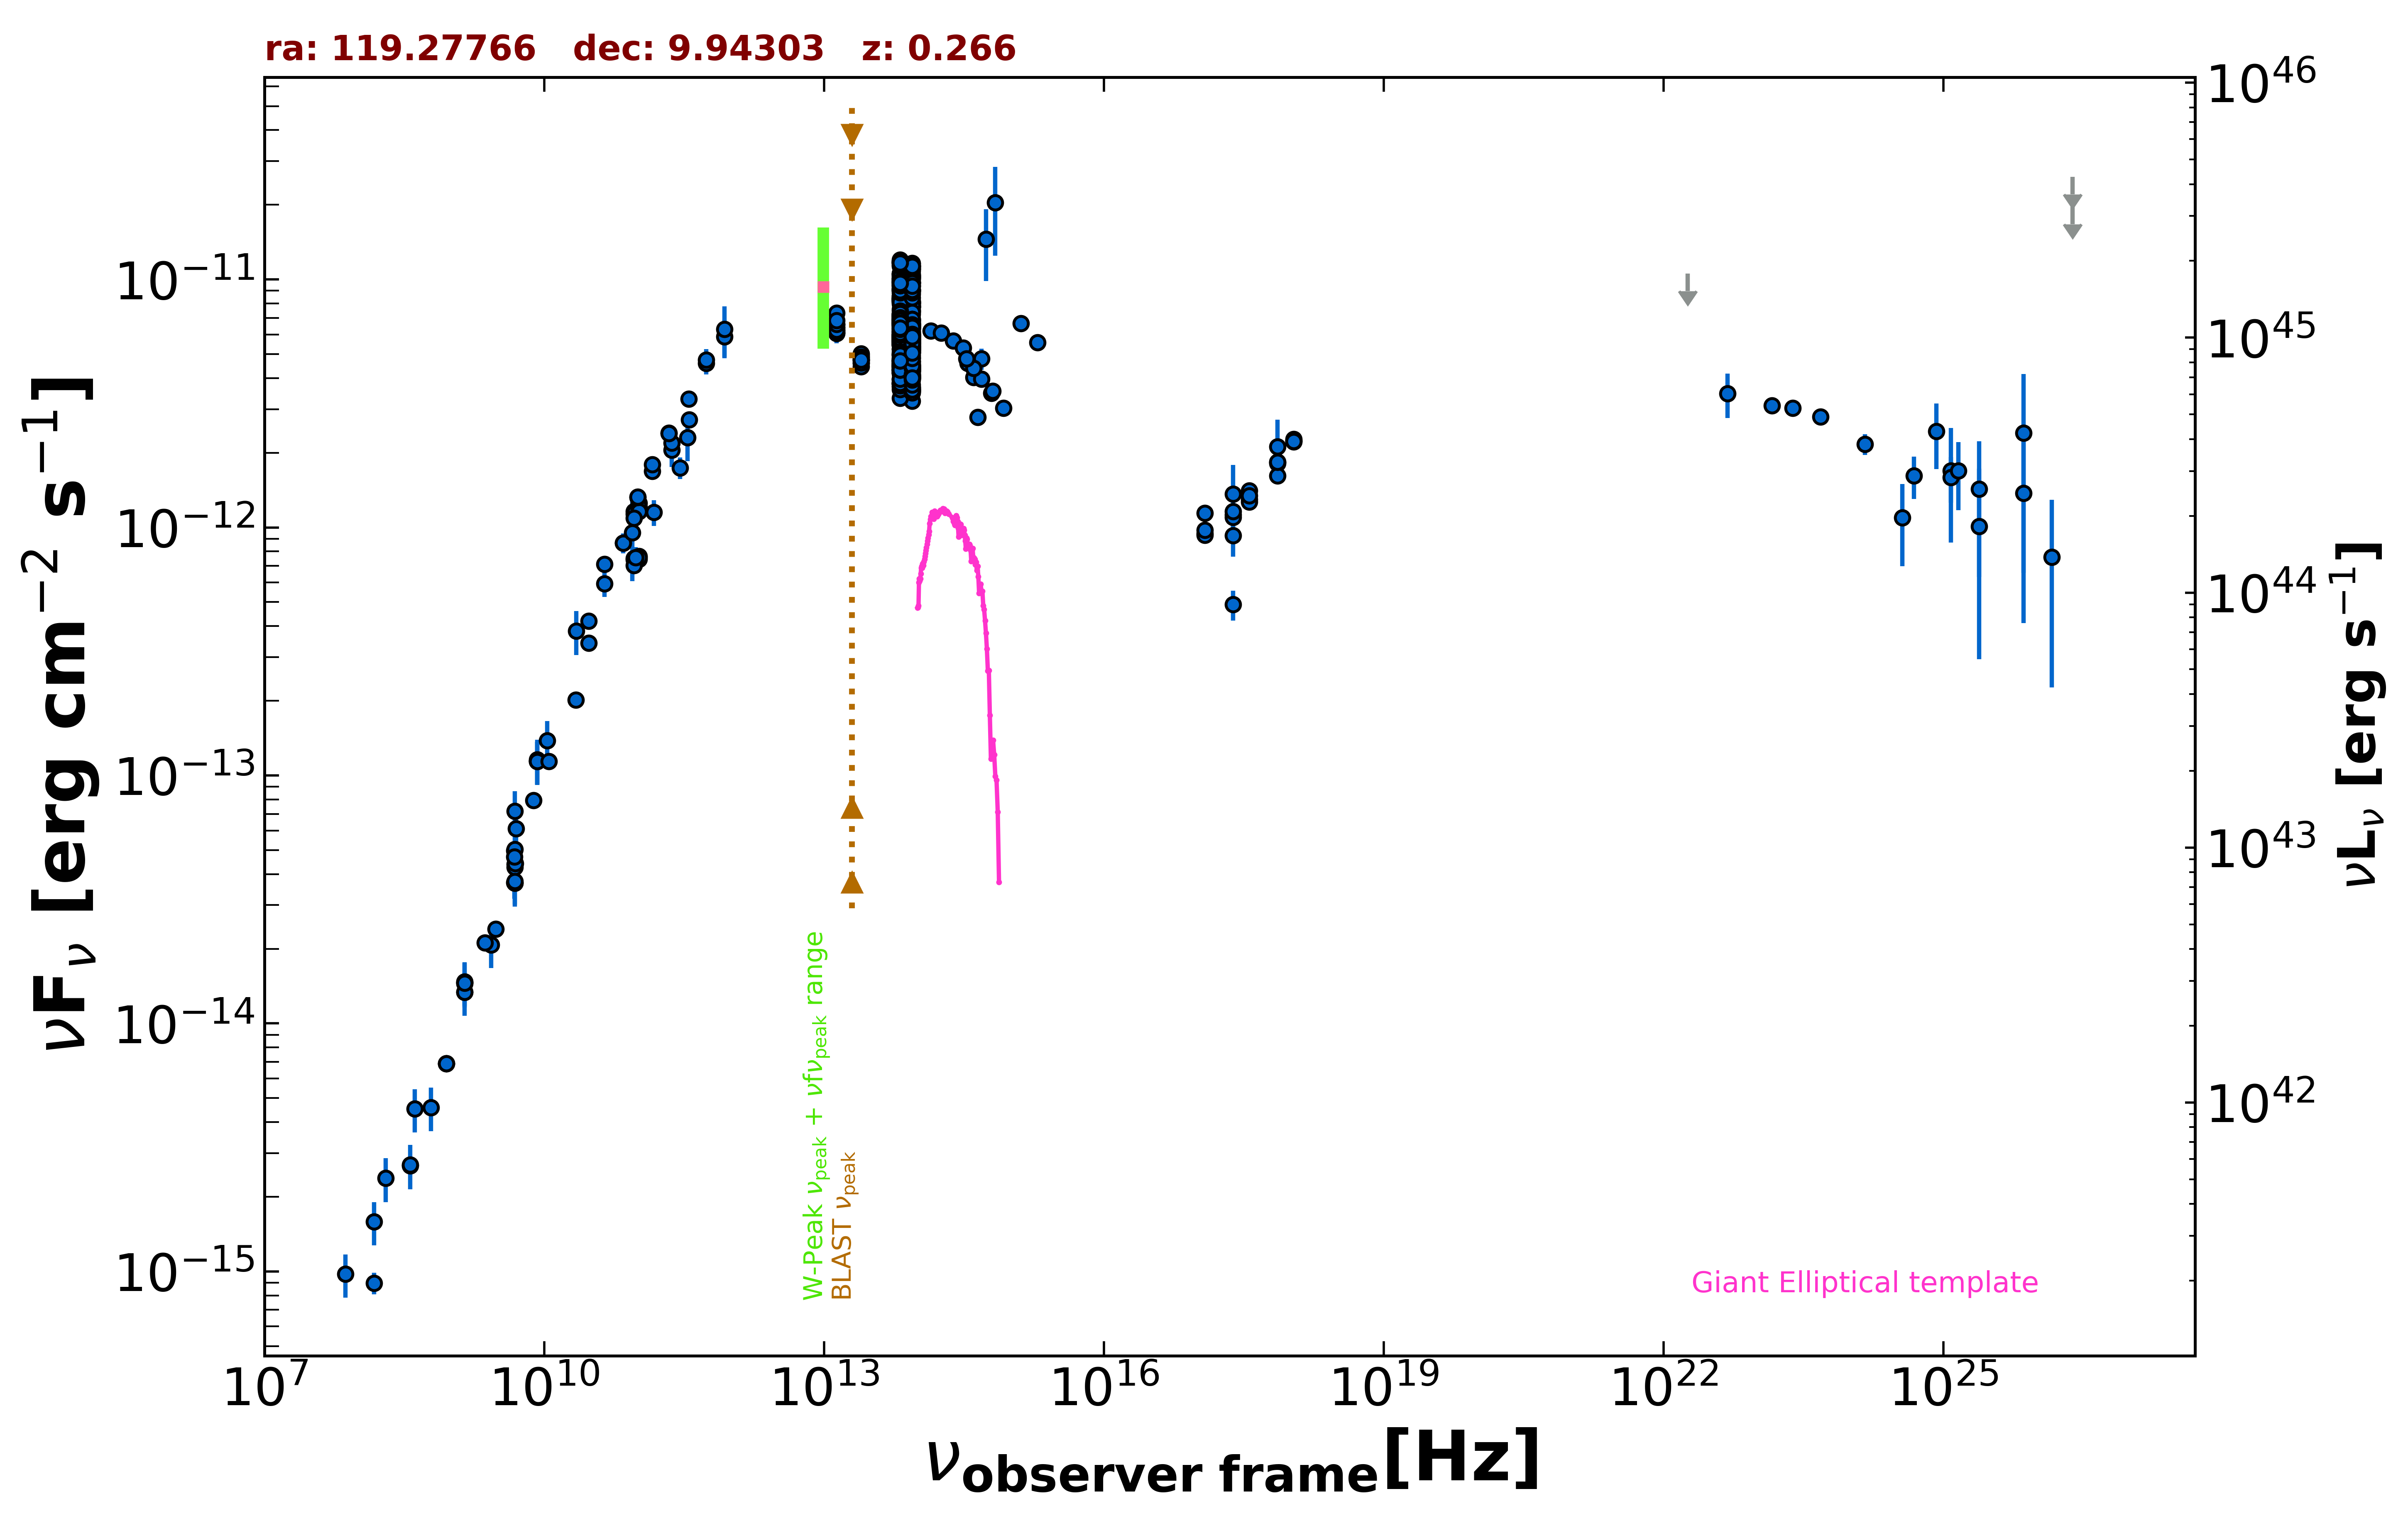 ra: 119.27766 dec: 9.94303 z: 0.266
νF_ν [erg cm^−2 s^−1]
10^−11
10^−12
10^−13
10^−14
10^−15
10^46
10^45
10^44
10^43
10^42
νL_ν [erg s^−1]
W-Peak ν_peak + νfν_peak range
BLAST ν_peak
Giant Elliptical template
10^7 10^10 10^13 10^16 10^19 10^22 10^25
ν_observer frame [Hz]